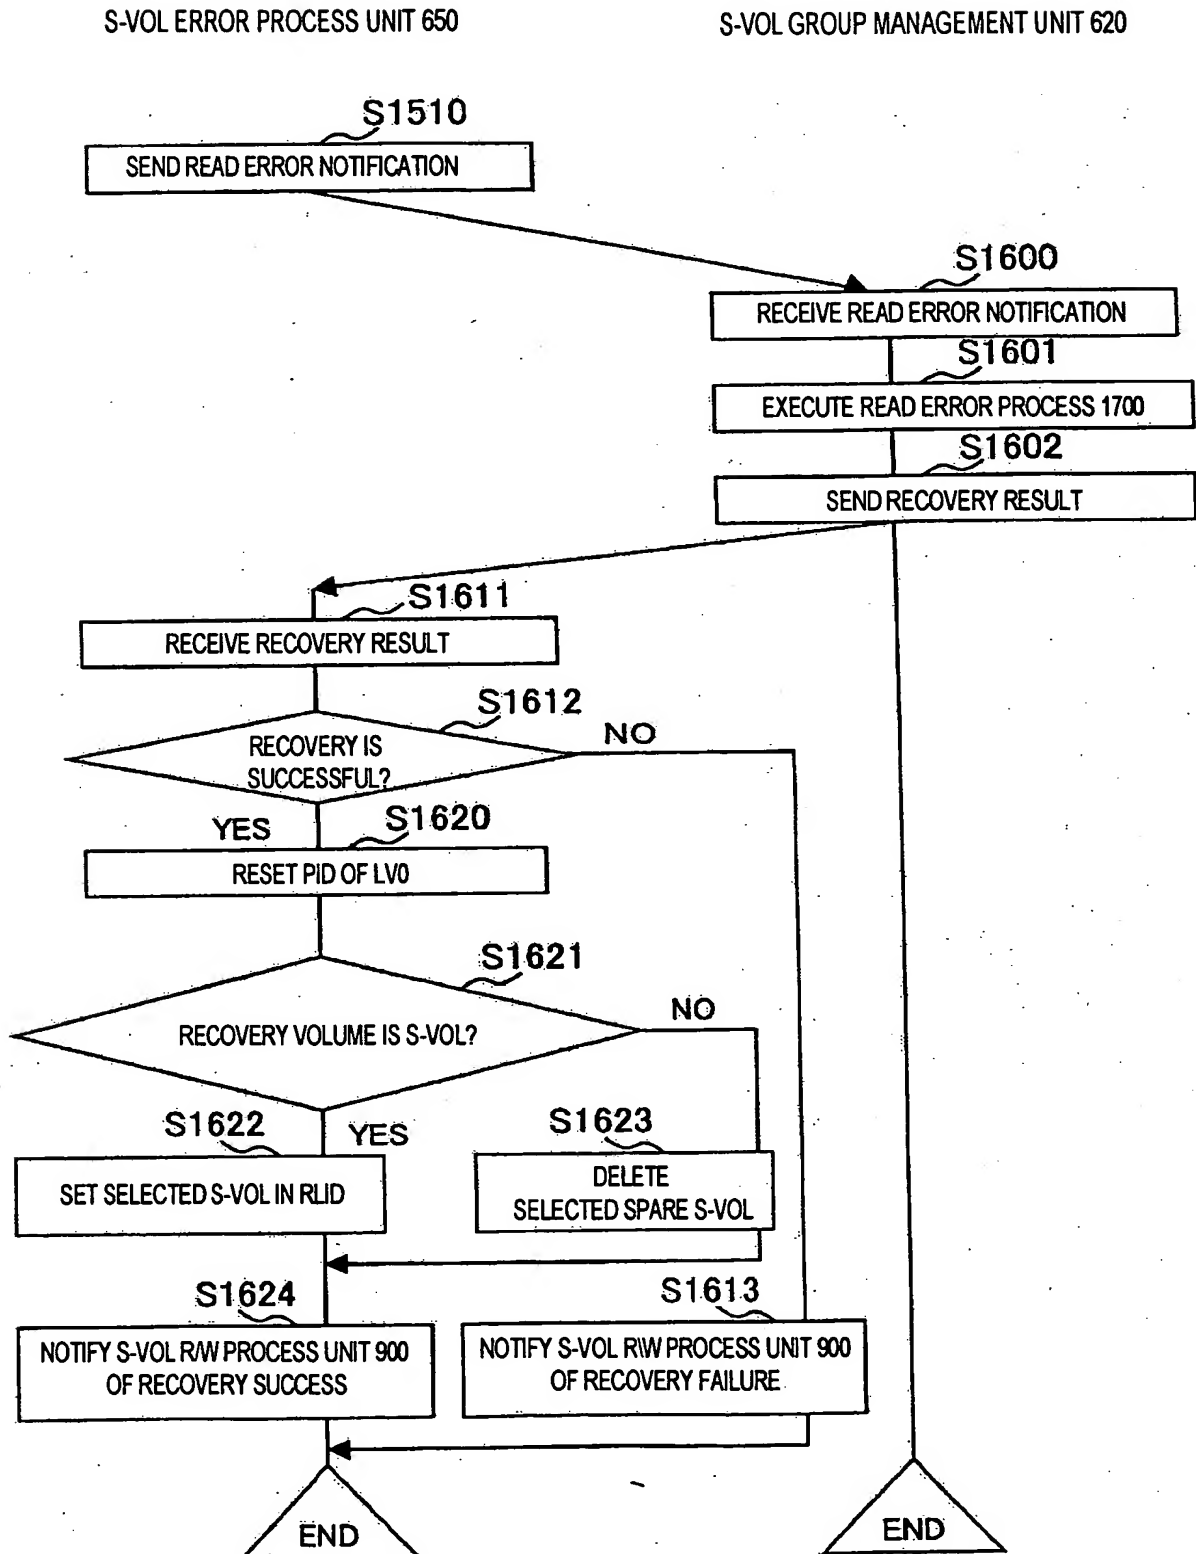 S-VOL ERROR PROCESS UNIT 650
S-VOL GROUP MANAGEMENT UNIT 620
S1510
SEND READ ERROR NOTIFICATION
S1600
RECEIVE READ ERROR NOTIFICATION
S1601
EXECUTE READ ERROR PROCESS 1700
S1602
SEND RECOVERY RESULT
S1611
RECEIVE RECOVERY RESULT
S1612
RECOVERY IS
SUCCESSFUL?
NO
YES
S1620
RESET PID OF LV0
S1621
RECOVERY VOLUME IS S-VOL?
NO
S1622
YES
S1623
SET SELECTED S-VOL IN RLID
DELETE
SELECTED SPARE S-VOL
S1624
S1613
NOTIFY S-VOL R/W PROCESS UNIT 900
OF RECOVERY SUCCESS
NOTIFY S-VOL R\W PROCESS UNIT 900
OF RECOVERY FAILURE
END
END